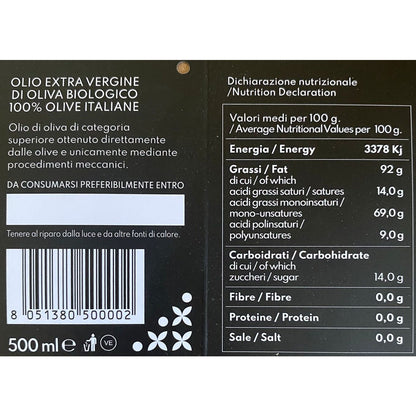 OLIO EXTRA VERGINE
DI OLIVA BIOLOGICO
100% OLIVE ITALIANE
Olio di oliva di categoria
superiore ottenuto direttamente
dalle olive e unicamente mediante
procedimenti meccanici.
DA CONSUMARSI PREFERIBILMENTE ENTRO
Tenere al riparo dalla luce e da altre fonti di calore.
8 051380 500002
500 ml e VE
Dichiarazione nutrizionale
/Nutrition Declaration
Valori medi per 100 g.
/ Average Nutritional Values per 100 g.
Energia / Energy 3378 Kj
Grassi / Fat 92 g
di cui / of which
acidi grassi saturi / satures 14,0 g
acidi grassi monoinsaturi /
mono-unsatures 69,0 g
acidi polinsaturi /
polyunsatures 9,0 g
Carboidrati / Carbohidrate
di cui / of which
zuccheri / sugar 14,0 g
Fibre / Fibre 0,0 g
Proteine / Protein 0,0 g
Sale / Salt 0,0 g